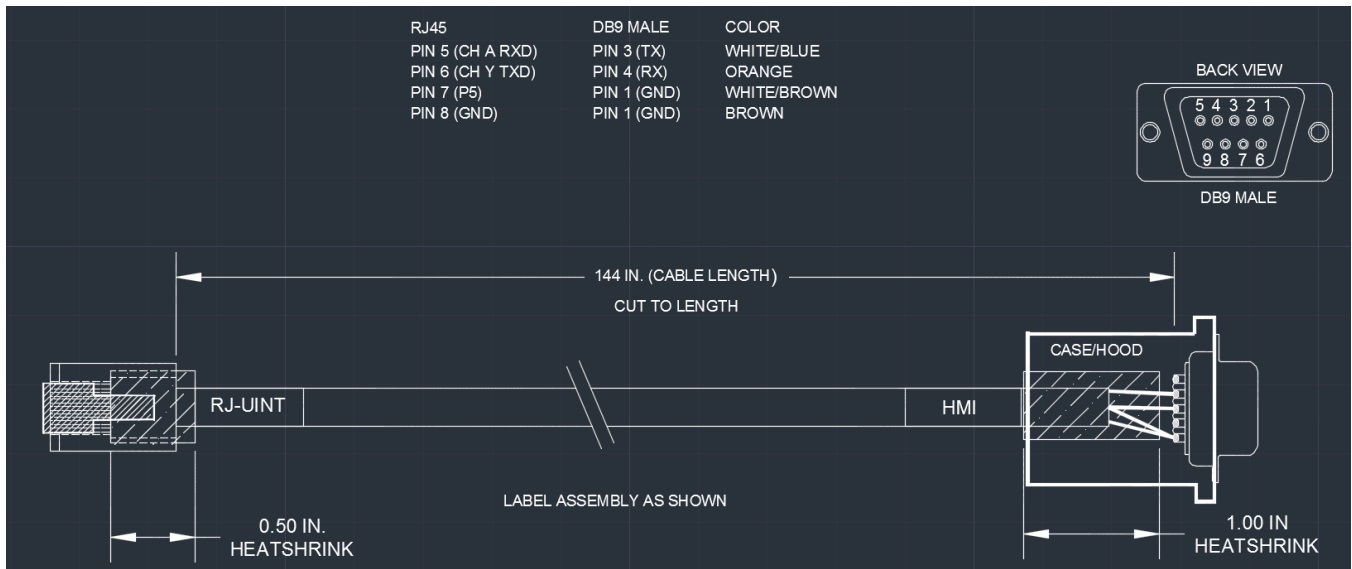 RJ45 DB9 MALE COLOR
PIN 5 (CH A RXD) PIN 3 (TX) WHITE/BLUE
PIN 6 (CH Y TXD) PIN 4 (RX) ORANGE
PIN 7 (P5) PIN 1 (GND) WHITE/BROWN
PIN 8 (GND) PIN 1 (GND) BROWN
BACK VIEW
5 4 3 2 1
9 8 7 6
DB9 MALE
144 IN. (CABLE LENGTH)
CUT TO LENGTH
CASE/HOOD
RJ-UINT
HMI
LABEL ASSEMBLY AS SHOWN
0.50 IN.
HEATSHRINK
1.00 IN
HEATSHRINK